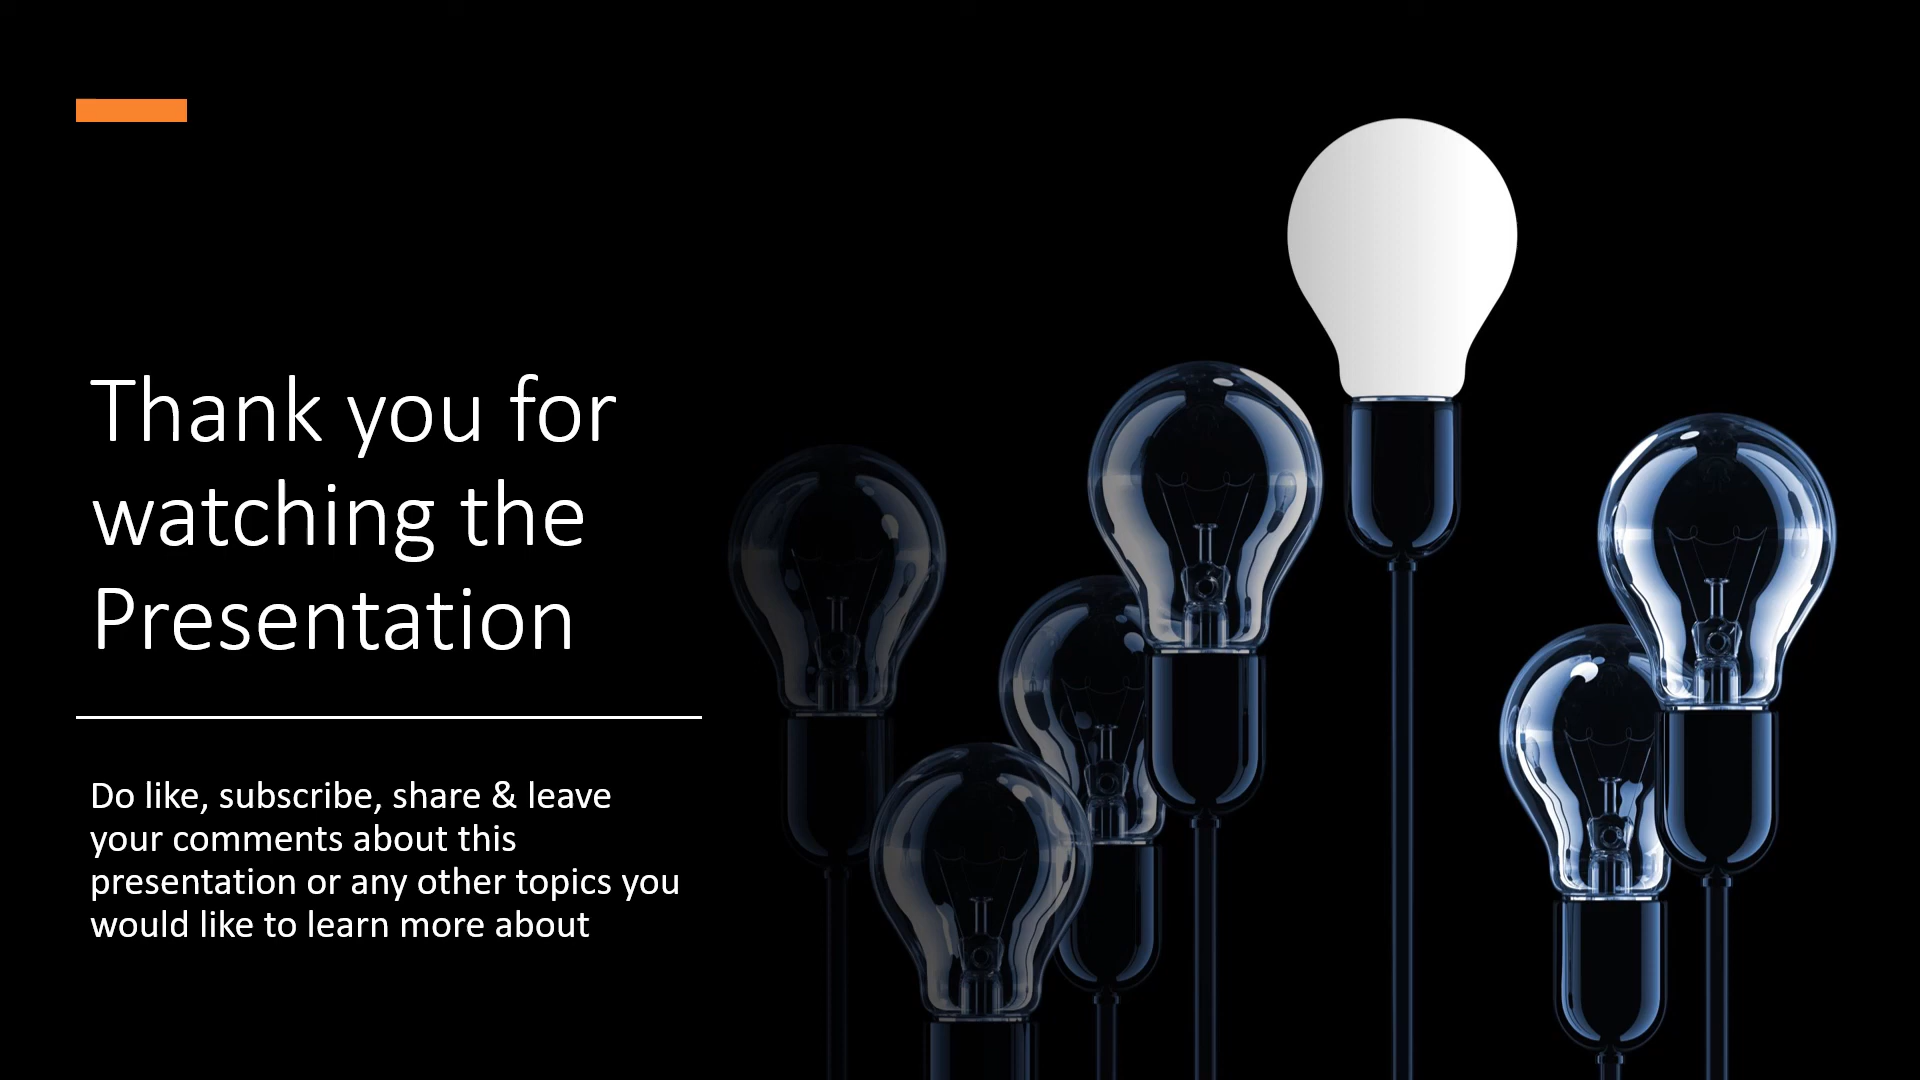 Thank you for
watching the
Presentation
Do like, subscribe, share & leave
your comments about this
presentation or any other topics you
would like to learn more about